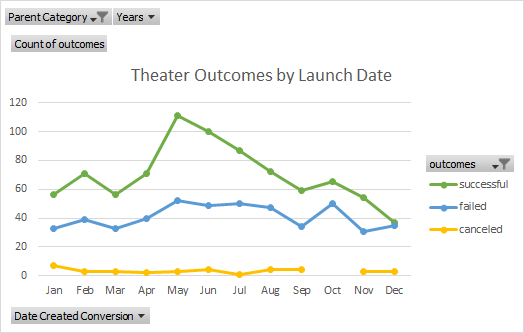 Parent Category Years
Count of outcomes
Theater Outcomes by Launch Date
120
100
80
60
40
20
0
Jan Feb Mar Apr May Jun Jul Aug Sep Oct Nov Dec
outcomes
successful
failed
canceled
Date Created Conversion